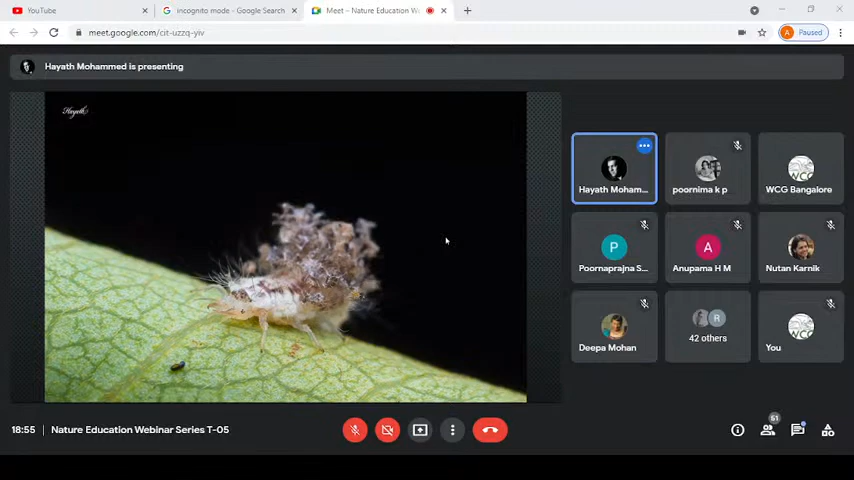 YouTube
incognito mode - Google Search
Meet – Nature Education W
meet.google.com/cit-uzzq-yiv
A
Paused
Hayath Mohammed is presenting
Hayath
Hayath Moham...
poornima k p
WCG Bangalore
WCG
P
Poornaprajna S...
A
Anupama H M
Nutan Karnik
Deepa Mohan
R
42 others
WCG
You
18:55
Nature Education Webinar Series T-05
51